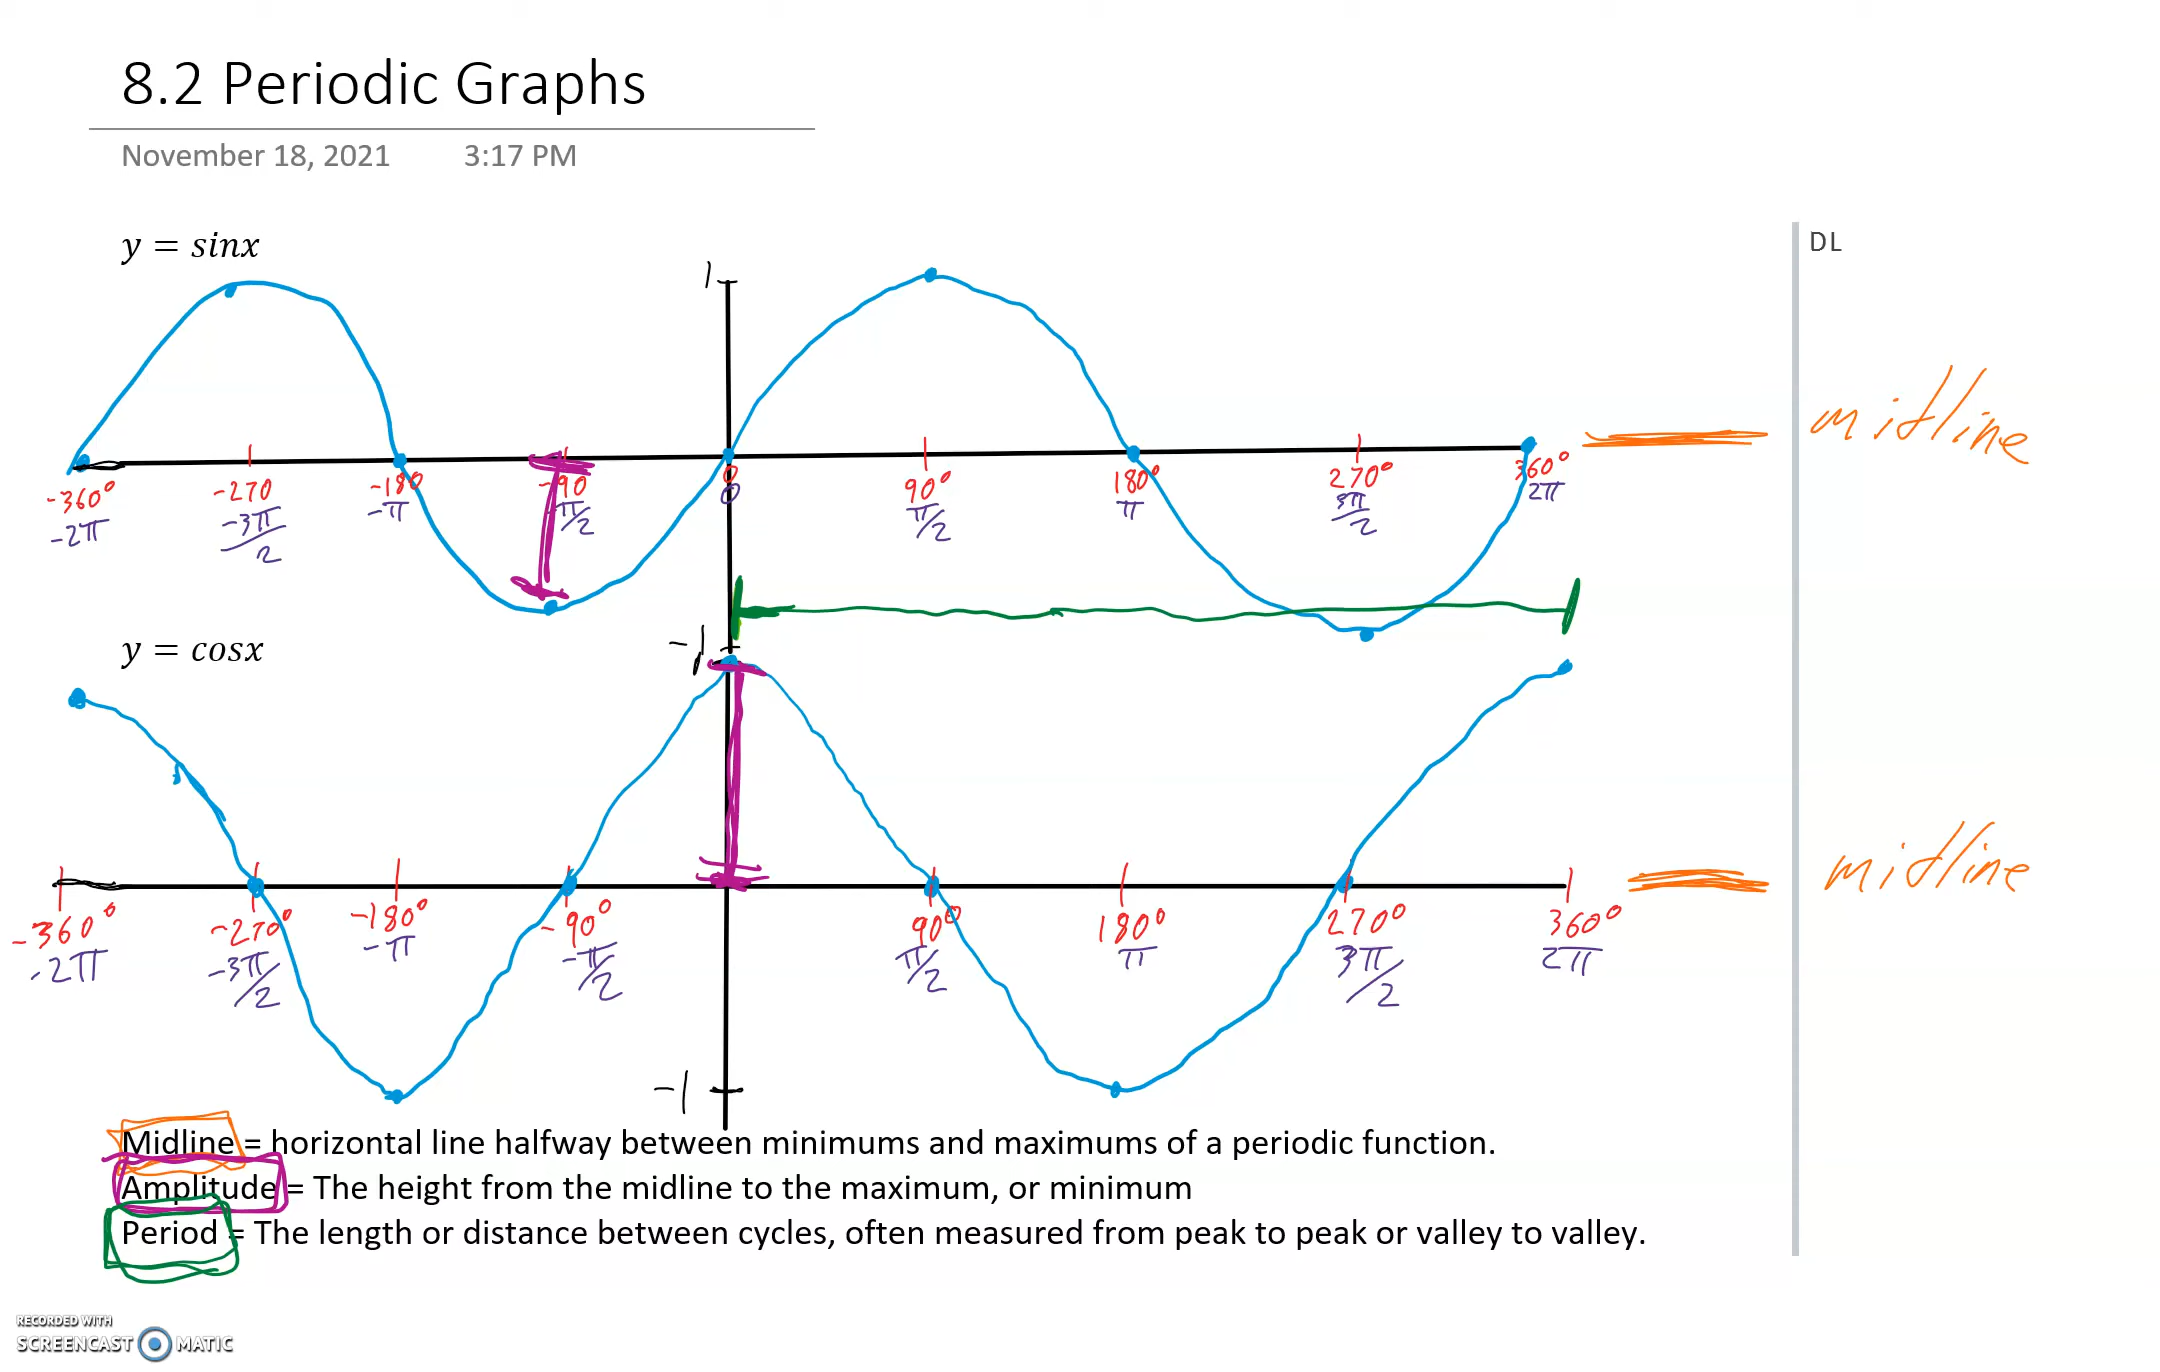 8.2 Periodic Graphs
November 18, 2021 3:17 PM
y = sinx
DL
1
midline
-360° -270 -180 -90 0 90° 180° 270° 360°
-2π -3π/2 -π π/2 0 π/2 π 3π/2 2π
-1
y = cosx
midline
-360° -270° -180° -90° 90° 180° 270° 360°
-2π -3π/2 -π -π/2 π/2 π 3π/2 2π
-1
Midline = horizontal line halfway between minimums and maximums of a periodic function.
Amplitude = The height from the midline to the maximum, or minimum
Period = The length or distance between cycles, often measured from peak to peak or valley to valley.
RECORDED WITH
SCREENCAST MATIC